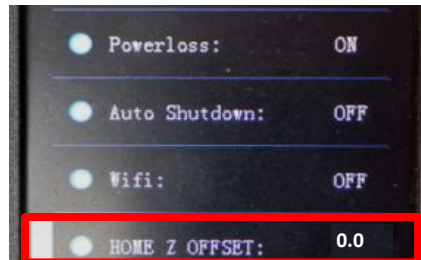 Powerloss: ON
Auto Shutdown: OFF
Wifi: OFF
HOME Z OFFSET: 0.0